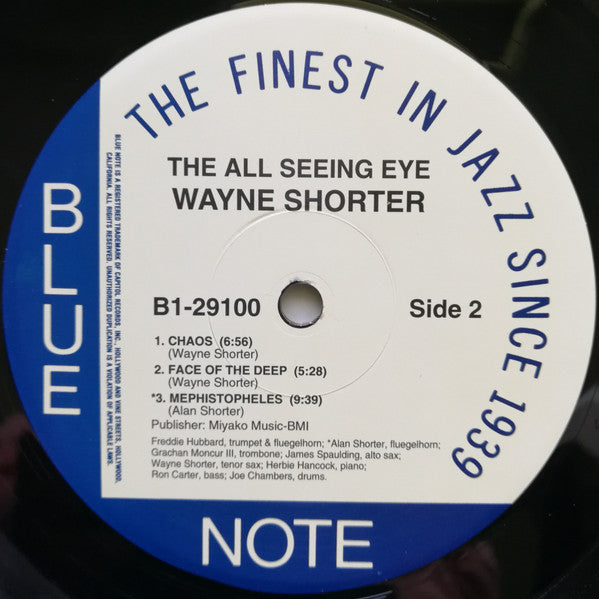 THE FINEST IN JAZZ SINCE 1939
THE ALL SEEING EYE
WAYNE SHORTER
B1-29100
Side 2
1. CHAOS (6:56)
(Wayne Shorter)
2. FACE OF THE DEEP (5:28)
(Wayne Shorter)
*3. MEPHISTOPHELES (9:39)
(Alan Shorter)
Publisher: Miyako Music-BMI
Freddie Hubbard, trumpet & fluegelhorn; *Alan Shorter, fluegelhorn;
Grachan Moncur III, trombone; James Spaulding, alto sax;
Wayne Shorter, tenor sax; Herbie Hancock, piano;
Ron Carter, bass; Joe Chambers, drums.
BLUE NOTE IS A REGISTERED TRADEMARK OF CAPITOL RECORDS, INC., HOLLYWOOD AND VINE STREETS, HOLLYWOOD,
CALIFORNIA. ALL RIGHTS RESERVED. UNAUTHORIZED DUPLICATION IS A VIOLATION OF APPLICABLE LAWS.
BLUE
NOTE